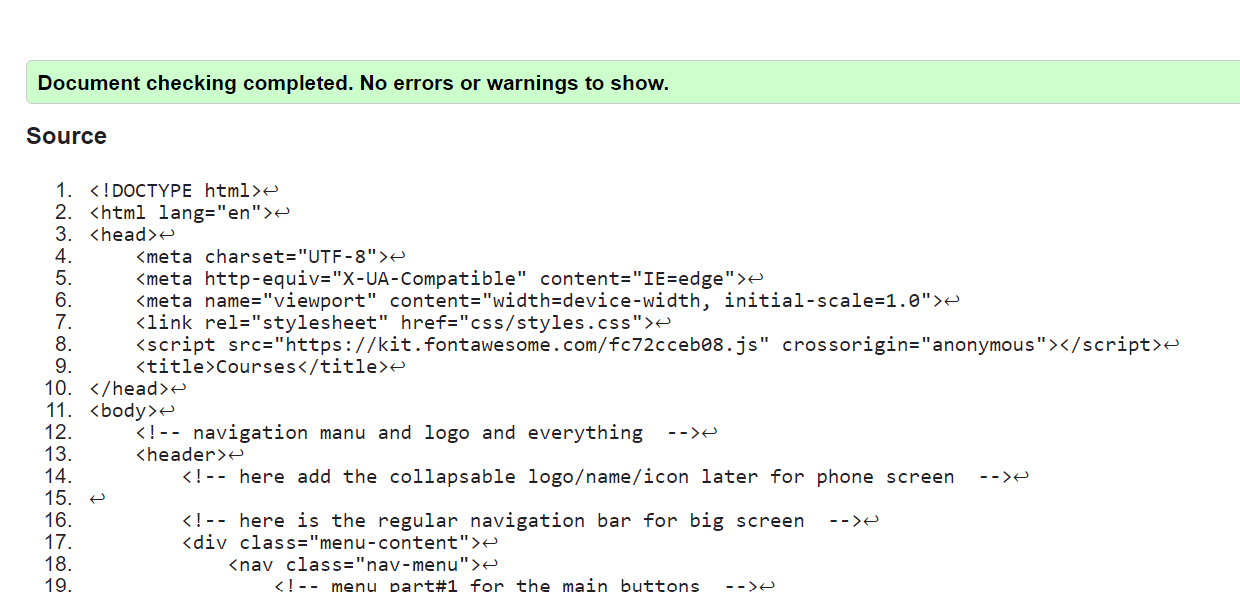 Document checking completed. No errors or warnings to show.
Source
1. <!DOCTYPE html>↩
2. <html lang="en">↩
3. <head>↩
4.     <meta charset="UTF-8">↩
5.     <meta http-equiv="X-UA-Compatible" content="IE=edge">↩
6.     <meta name="viewport" content="width=device-width, initial-scale=1.0">↩
7.     <link rel="stylesheet" href="css/styles.css">↩
8.     <script src="https://kit.fontawesome.com/fc72cceb08.js" crossorigin="anonymous"></script>↩
9.     <title>Courses</title>↩
10. </head>↩
11. <body>↩
12.     <!-- navigation manu and logo and everything  -->↩
13.     <header>↩
14.         <!-- here add the collapsable logo/name/icon later for phone screen  -->↩
15. ↩
16.         <!-- here is the regular navigation bar for big screen  -->↩
17.         <div class="menu-content">↩
18.             <nav class="nav-menu">↩
19.                 <!-- menu part#1 for the main buttons  -->↩